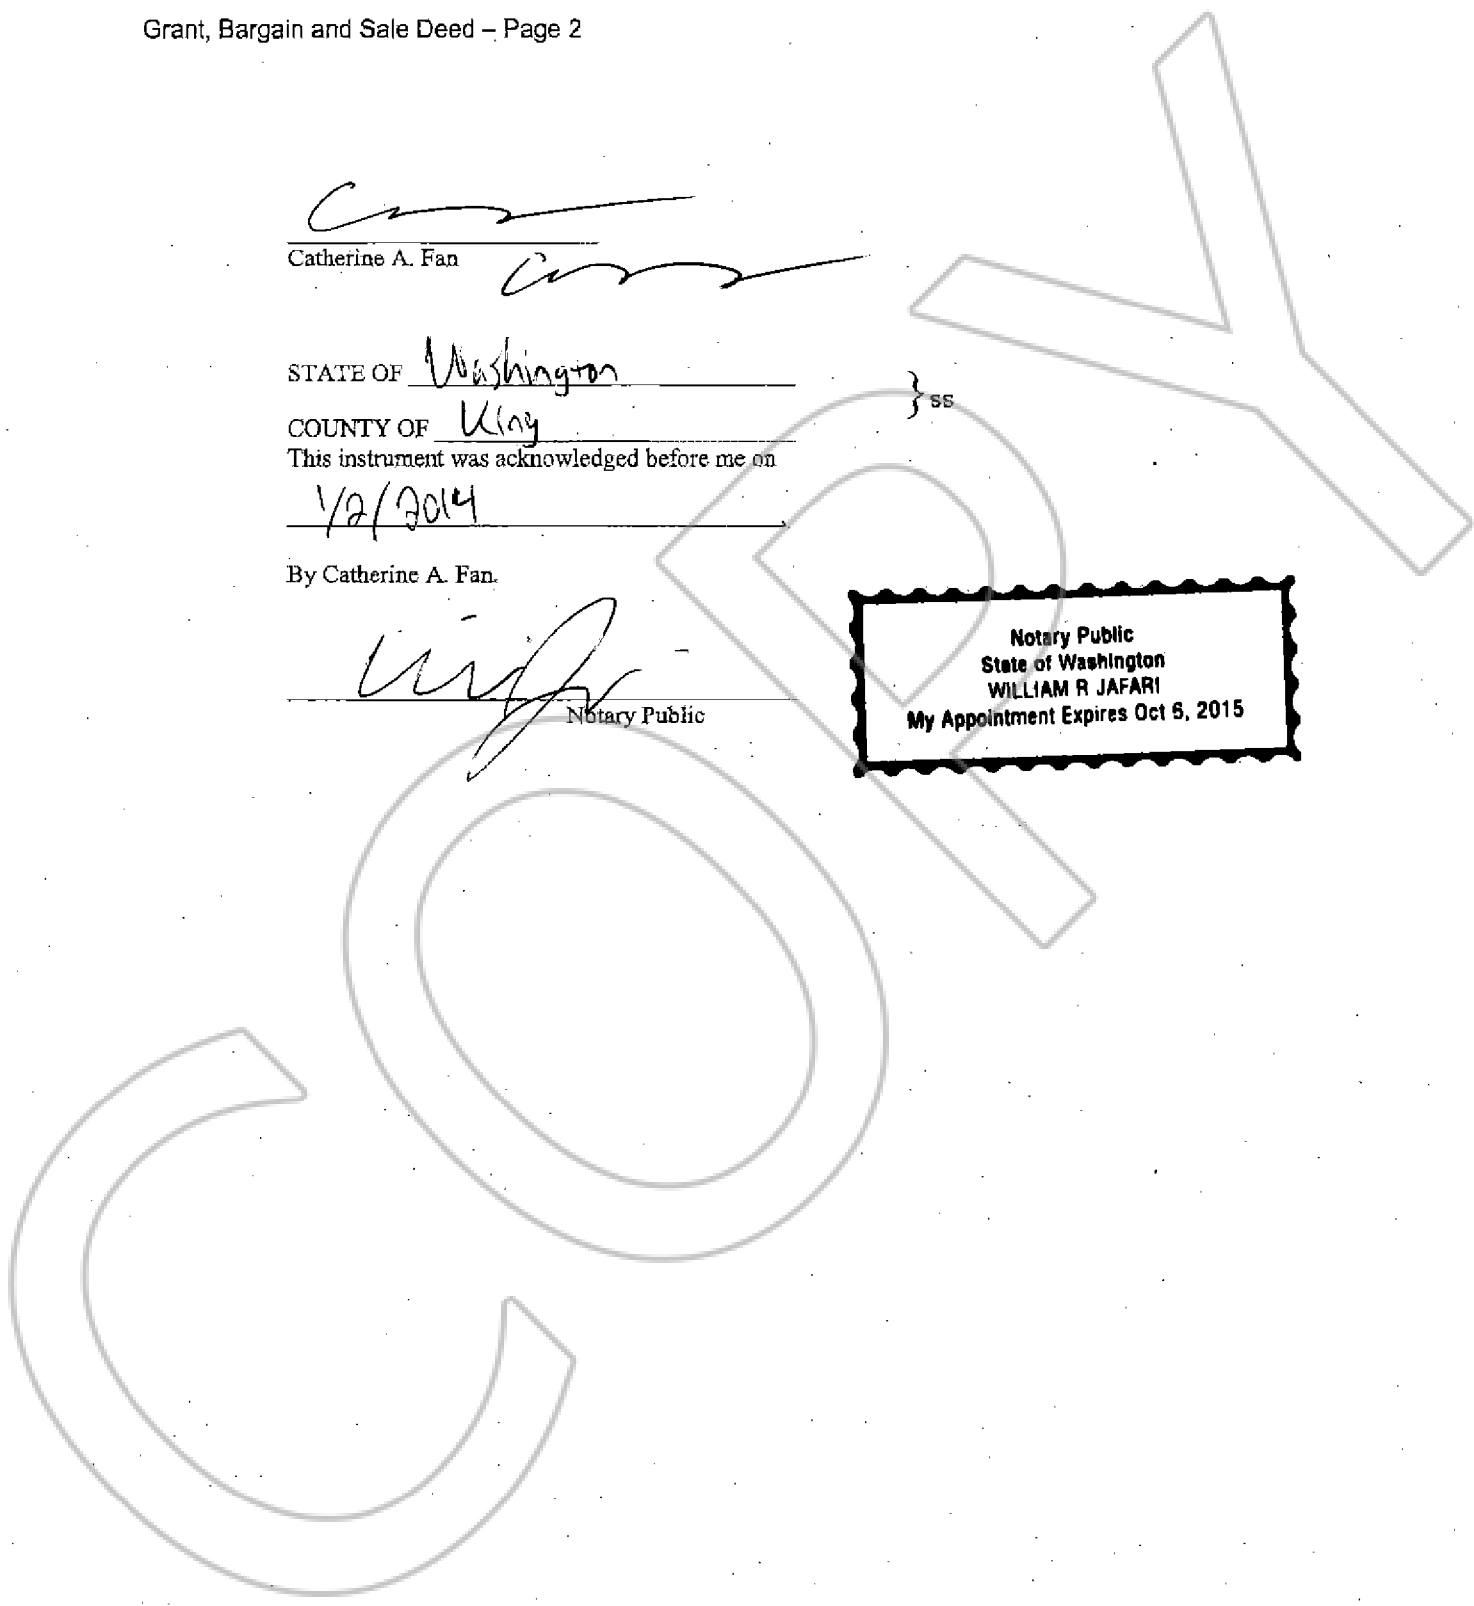 Grant, Bargain and Sale Deed – Page 2
Catherine A. Fan
STATE OF Washington
} ss
COUNTY OF King
This instrument was acknowledged before me on
1/2/2014
By Catherine A. Fan.
Notary Public
Notary Public
State of Washington
WILLIAM R JAFARI
My Appointment Expires Oct 6, 2015
COPY